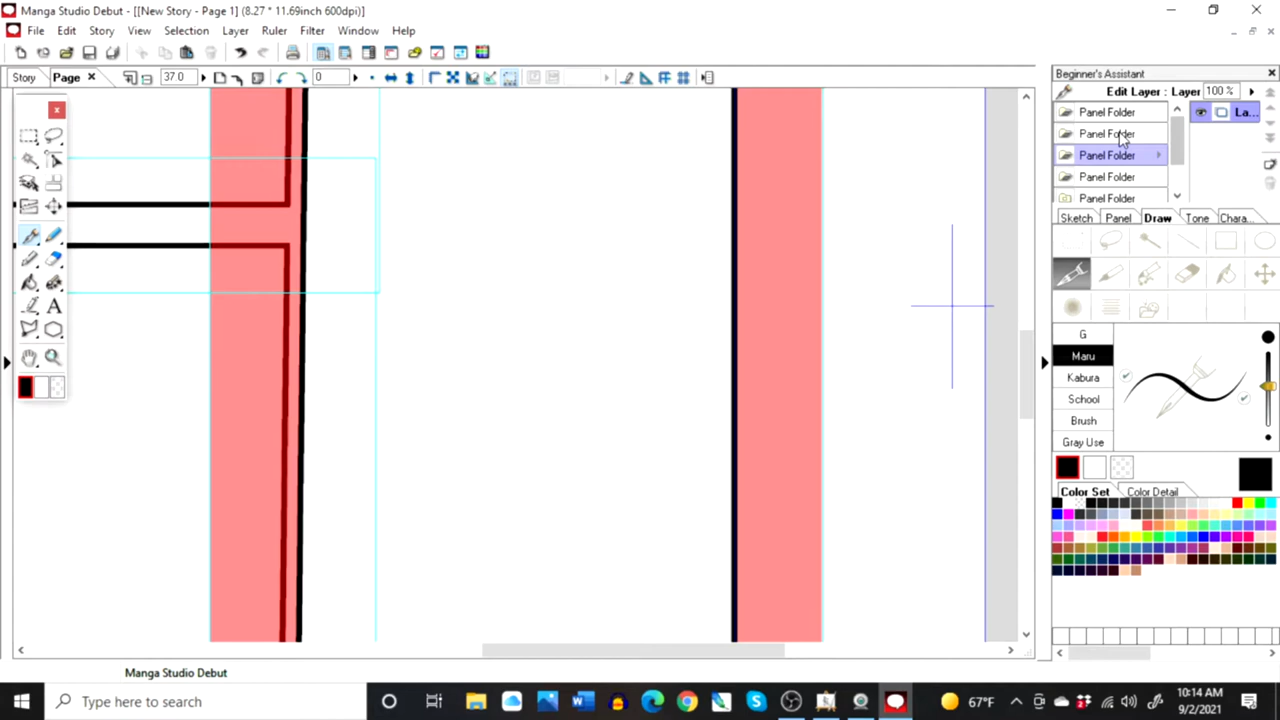 Manga Studio Debut - [[New Story - Page 1] (8.27 * 11.69inch 600dpi)]
File Edit Story View Selection Layer Ruler Filter Window Help
Story Page 37.0 0
Beginner's Assistant
Edit Layer : Layer 100 %
Panel Folder La...
Panel Folder
Panel Folder
Panel Folder
Panel Folder
Sketch Panel Draw Tone Chara...
A
G
Maru
Kabura
School
Brush
Gray Use
Color Set Color Detail
Manga Studio Debut
Type here to search
67°F
10:14 AM
9/2/2021